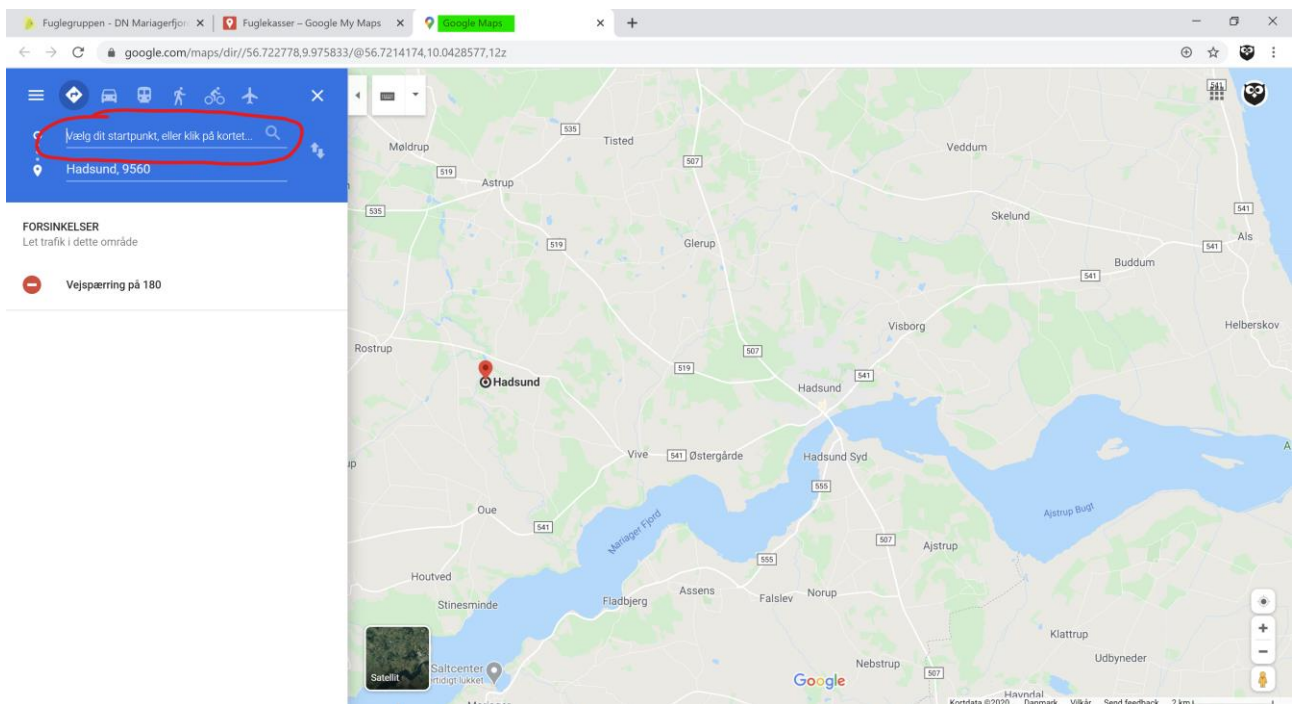 Fuglegruppen - DN Mariagerfjor
Fuglekasser – Google My Maps
Google Maps
google.com/maps/dir//56.722778,9.975833/@56.7214174,10.0428577,12z
Vælg dit startpunkt, eller klik på kortet...
Hadsund, 9560
FORSINKELSER
Let trafik i dette område
Vejspærring på 180
541
535
Tisted
Møldrup
Veddum
507
519
Astrup
535
Skelund
541
Als
519
Glerup
541
Buddum
541
Visborg
Helberskov
Rostrup
507
519
Hadsund
541
Hadsund
Vive
541
Østergårde
Hadsund Syd
555
Oue
541
Mariager Fjord
Ajstrup Bugt
507
Ajstrup
555
Houtved
Assens
Norup
Stinesminde
Fladbjerg
Falslev
Klattrup
Udbyneder
Nebstrup
507
Saltcenter
rtidigt lukket
Satellit
Google
Havndal
Kortdata ©2020 Danmark Vilkår Send feedback 2 km